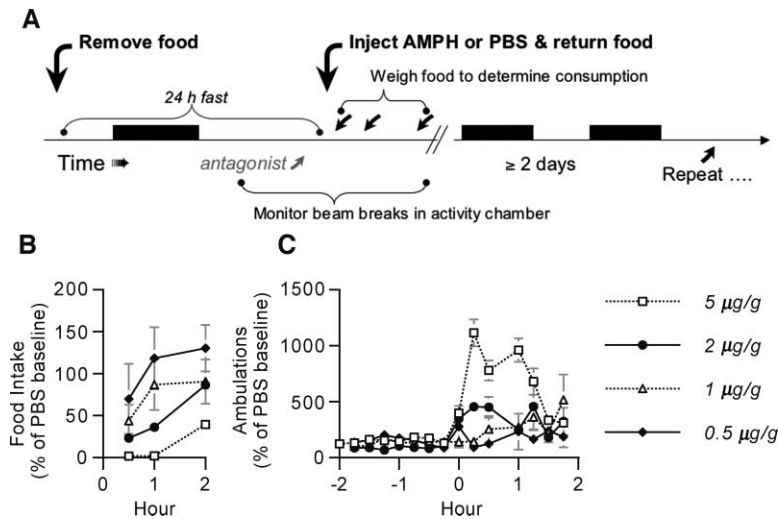 A
Remove food
Inject AMPH or PBS & return food
Weigh food to determine consumption
24 h fast
Time
antagonist
≥ 2 days
Repeat ....
Monitor beam breaks in activity chamber
B
Food Intake
(% of PBS baseline)
200
150
100
50
0
0 1 2
Hour
C
Ambulations
(% of PBS baseline)
1500
1000
500
0
-2 -1 0 1 2
Hour
5 µg/g
2 µg/g
1 µg/g
0.5 µg/g